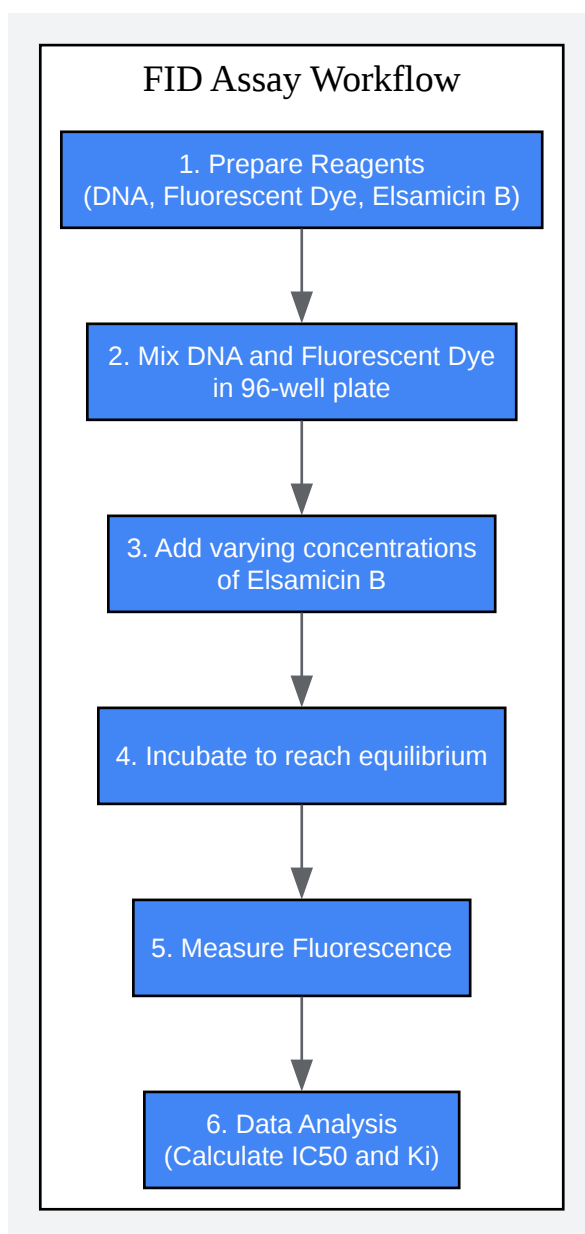 FID Assay Workflow
1. Prepare Reagents
(DNA, Fluorescent Dye, Elsamicin B)
2. Mix DNA and Fluorescent Dye
in 96-well plate
3. Add varying concentrations
of Elsamicin B
4. Incubate to reach equilibrium
5. Measure Fluorescence
6. Data Analysis
(Calculate IC50 and Ki)